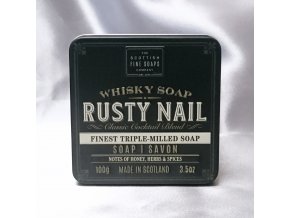 THE
SCOTTISH
FINE SOAPS
COMPANY
WHISKY SOAP
RUSTY NAIL
Classic Cocktail Blend
FINEST TRIPLE-MILLED SOAP
SOAP | SAVON
NOTES OF HONEY, HERBS & SPICES
100g MADE IN SCOTLAND 3.5oz